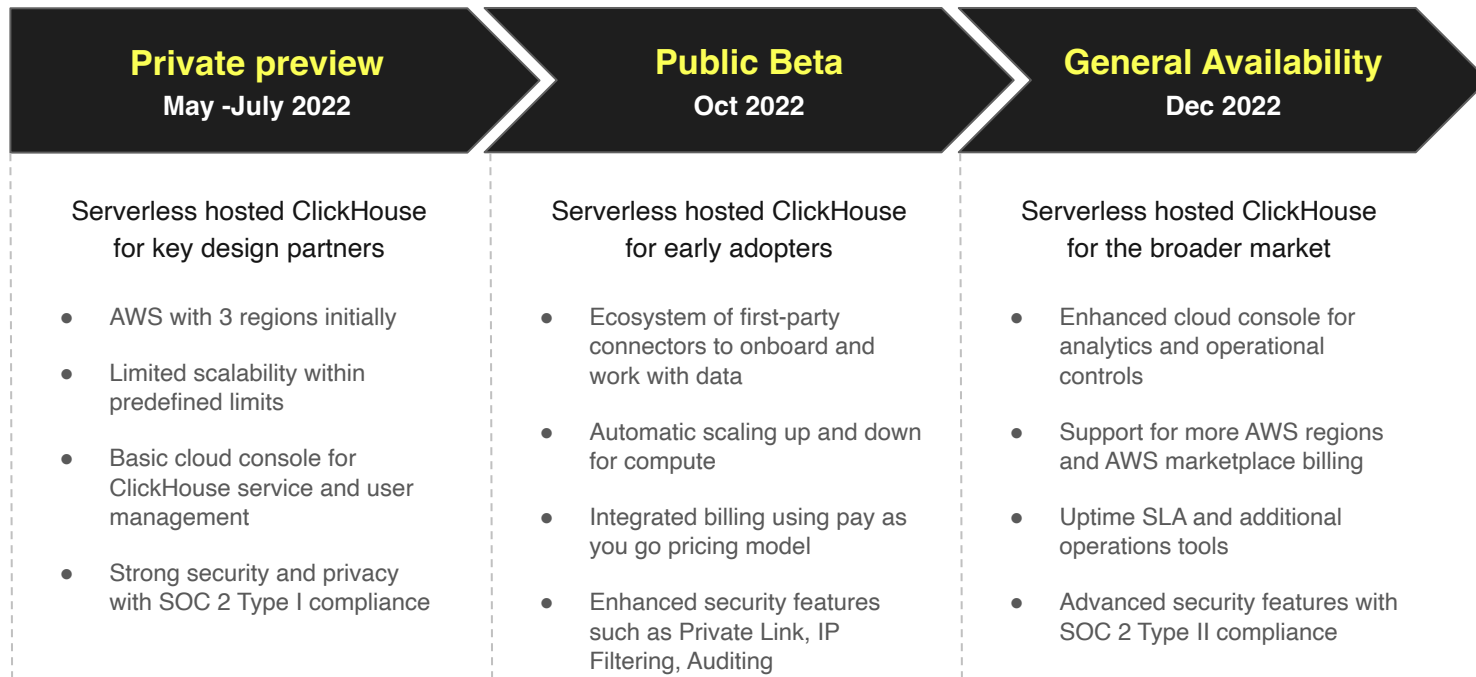 Private preview
May -July 2022
Public Beta
Oct 2022
General Availability
Dec 2022
Serverless hosted ClickHouse
for key design partners
● AWS with 3 regions initially
● Limited scalability within
predefined limits
● Basic cloud console for
ClickHouse service and user
management
● Strong security and privacy
with SOC 2 Type I compliance
Serverless hosted ClickHouse
for early adopters
● Ecosystem of first-party
connectors to onboard and
work with data
● Automatic scaling up and down
for compute
● Integrated billing using pay as
you go pricing model
● Enhanced security features
such as Private Link, IP
Filtering, Auditing
Serverless hosted ClickHouse
for the broader market
● Enhanced cloud console for
analytics and operational
controls
● Support for more AWS regions
and AWS marketplace billing
● Uptime SLA and additional
operations tools
● Advanced security features with
SOC 2 Type II compliance